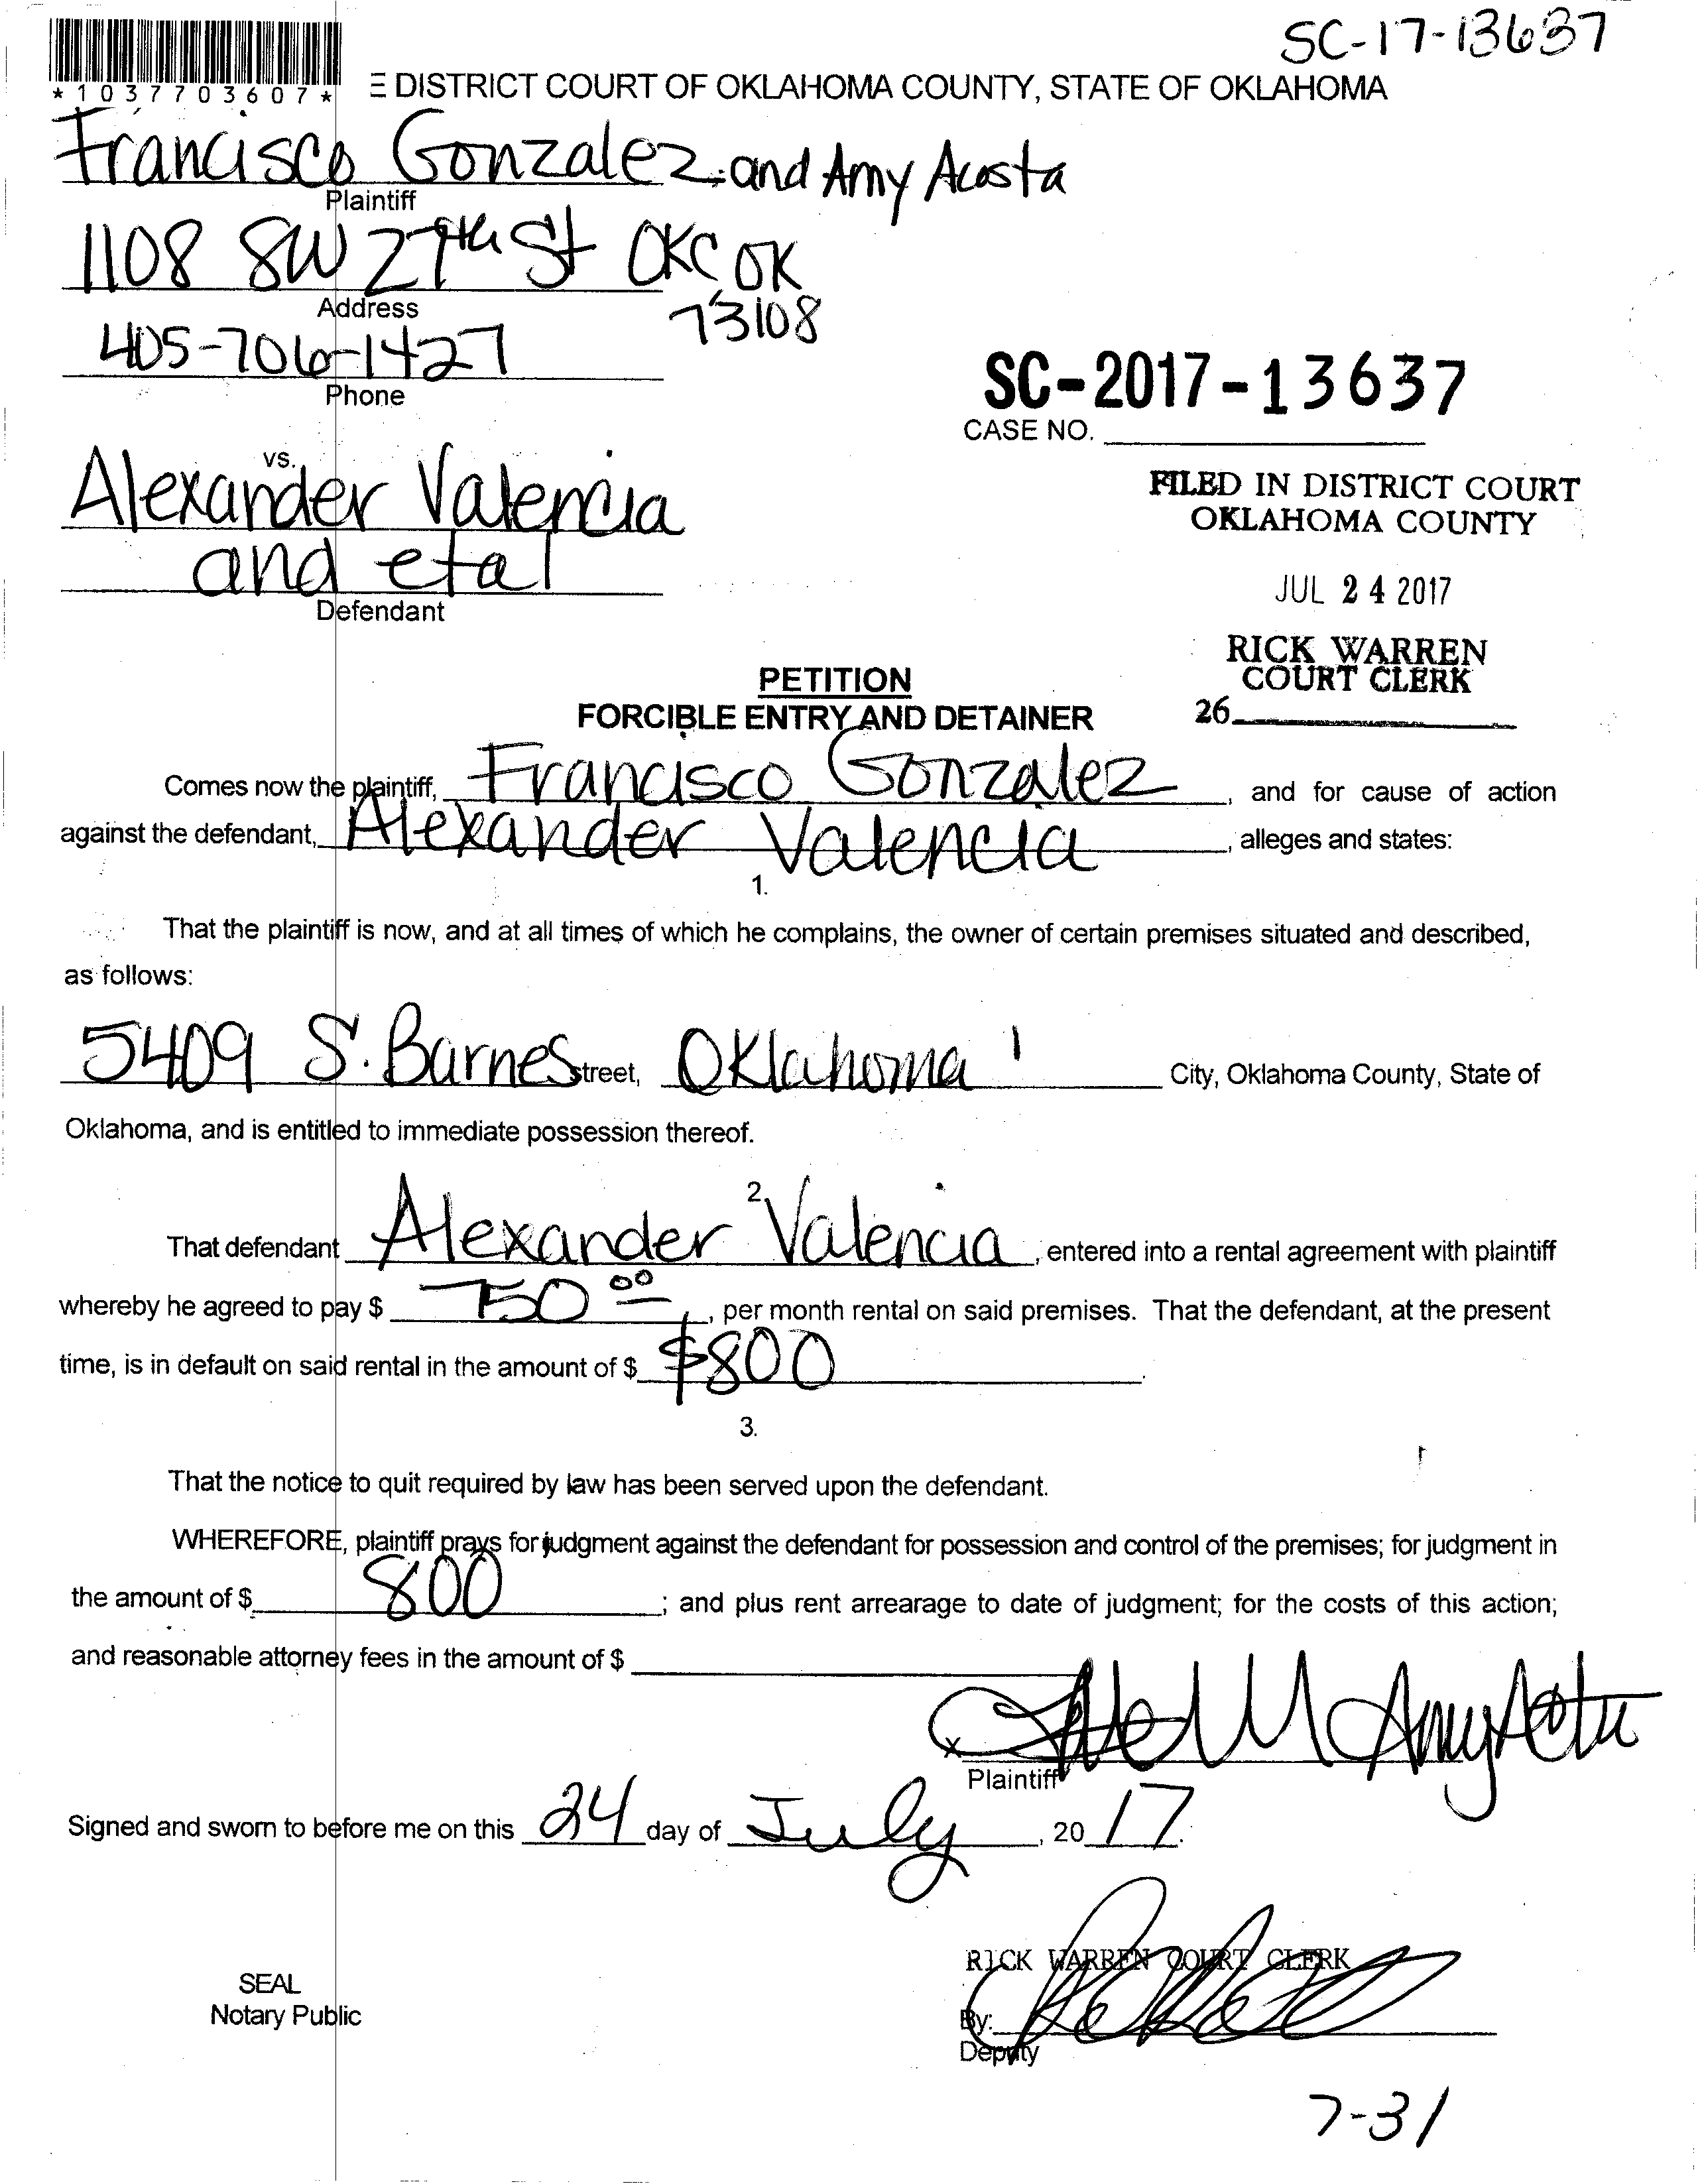 SC-17-13637
*1037703607*
E DISTRICT COURT OF OKLAHOMA COUNTY, STATE OF OKLAHOMA
Francisco Gonzalez and Amy Acosta
Plaintiff
1108 SW 27th St OKC OK
73108
Address
405-706-1427
Phone
SC-2017-13637
CASE NO.
vs.
Alexander Valencia
and etal
Defendant
FILED IN DISTRICT COURT
OKLAHOMA COUNTY
JUL 24 2017
RICK WARREN
COURT CLERK
26
PETITION
FORCIBLE ENTRY AND DETAINER
Comes now the plaintiff, Francisco Gonzalez, and for cause of action
against the defendant, Alexander Valencia, alleges and states:
1.
That the plaintiff is now, and at all times of which he complains, the owner of certain premises situated and described,
as follows:
5409 S. Barnes Street, Oklahoma City, Oklahoma County, State of
Oklahoma, and is entitled to immediate possession thereof.
2.
That defendant Alexander Valencia, entered into a rental agreement with plaintiff
whereby he agreed to pay $ 750 00, per month rental on said premises. That the defendant, at the present
time, is in default on said rental in the amount of $ $800.
3.
That the notice to quit required by law has been served upon the defendant.
WHEREFORE, plaintiff prays for judgment against the defendant for possession and control of the premises; for judgment in
the amount of $ 800; and plus rent arrearage to date of judgment; for the costs of this action;
and reasonable attorney fees in the amount of $
x
Plaintiff
Signed and sworn to before me on this 24 day of July, 20 17.
RICK WARREN COURT CLERK
SEAL
Notary Public
By:
Deputy
7-31